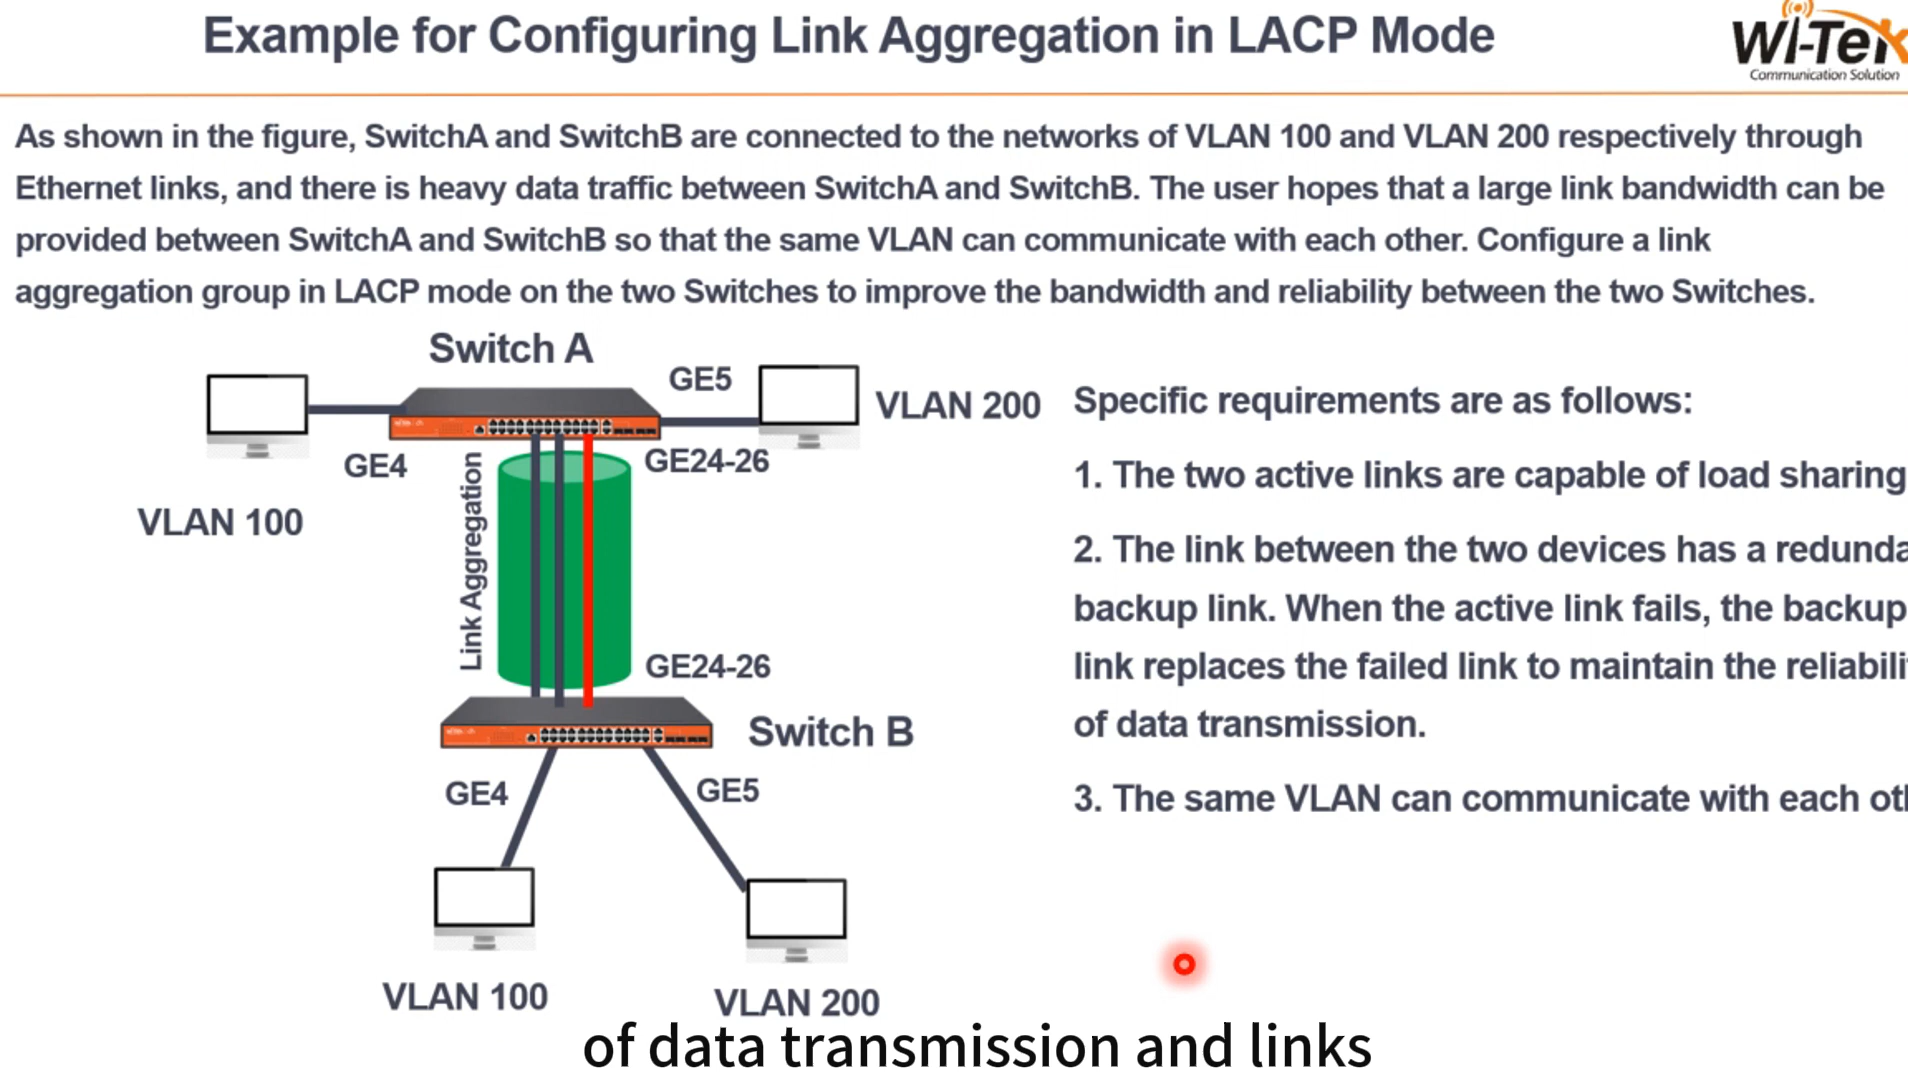 Example for Configuring Link Aggregation in LACP Mode
Wi-Tek
Communication Solution
As shown in the figure, SwitchA and SwitchB are connected to the networks of VLAN 100 and VLAN 200 respectively through
Ethernet links, and there is heavy data traffic between SwitchA and SwitchB. The user hopes that a large link bandwidth can be
provided between SwitchA and SwitchB so that the same VLAN can communicate with each other. Configure a link
aggregation group in LACP mode on the two Switches to improve the bandwidth and reliability between the two Switches.
Switch A
GE5
VLAN 200
GE4
GE24-26
VLAN 100
Link Aggregation
GE24-26
Switch B
GE4
GE5
VLAN 100
VLAN 200
Specific requirements are as follows:
1. The two active links are capable of load sharing
2. The link between the two devices has a redunda
backup link. When the active link fails, the backup
link replaces the failed link to maintain the reliabili
of data transmission.
3. The same VLAN can communicate with each oth
of data transmission and links